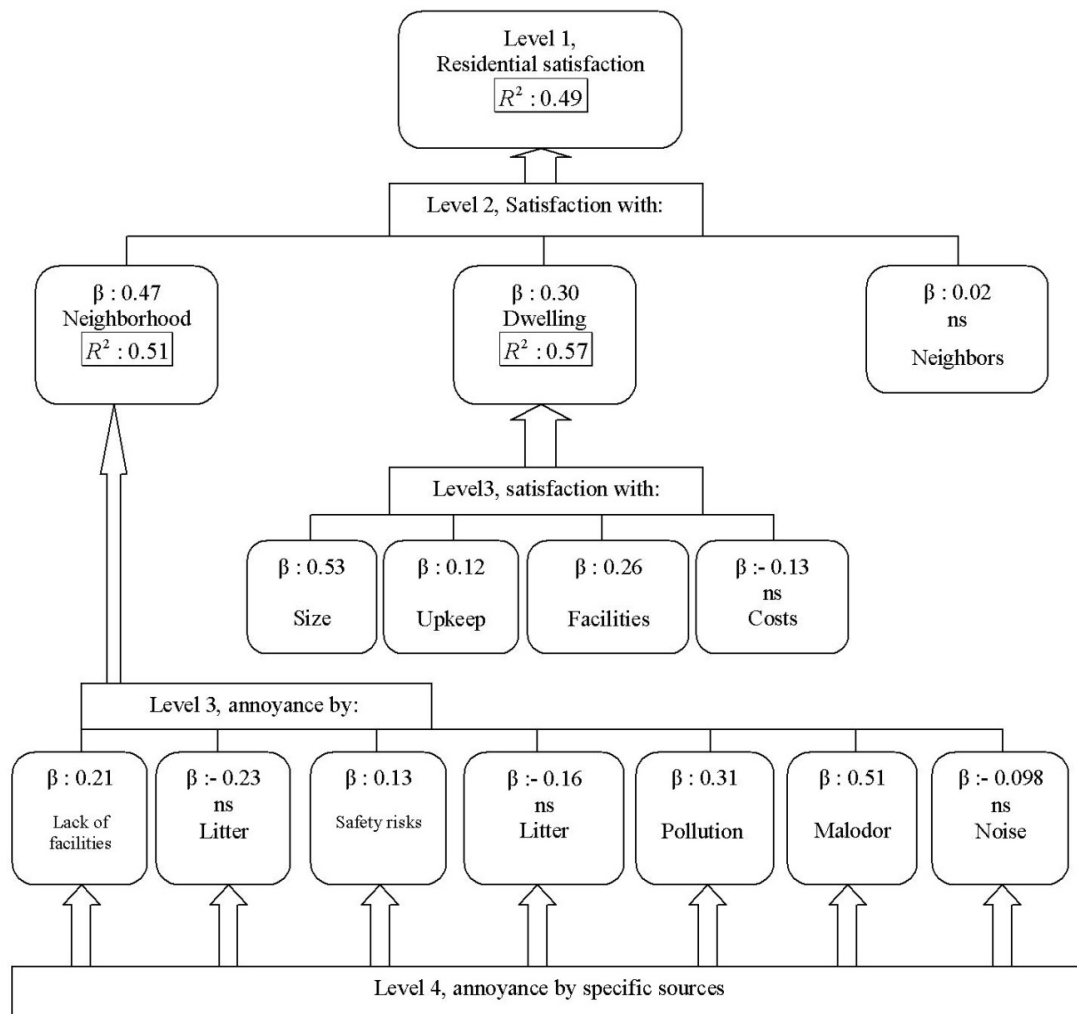 Level 1,
Residential satisfaction
R² : 0.49
Level 2, Satisfaction with:
β : 0.47
Neighborhood
R² : 0.51
β : 0.30
Dwelling
R² : 0.57
β : 0.02
ns
Neighbors
Level3, satisfaction with:
β : 0.53
Size
β : 0.12
Upkeep
β : 0.26
Facilities
β :- 0.13
ns
Costs
Level 3, annoyance by:
β : 0.21
Lack of
facilities
β :- 0.23
ns
Litter
β : 0.13
Safety risks
β :- 0.16
ns
Litter
β : 0.31
Pollution
β : 0.51
Malodor
β :- 0.098
ns
Noise
Level 4, annoyance by specific sources